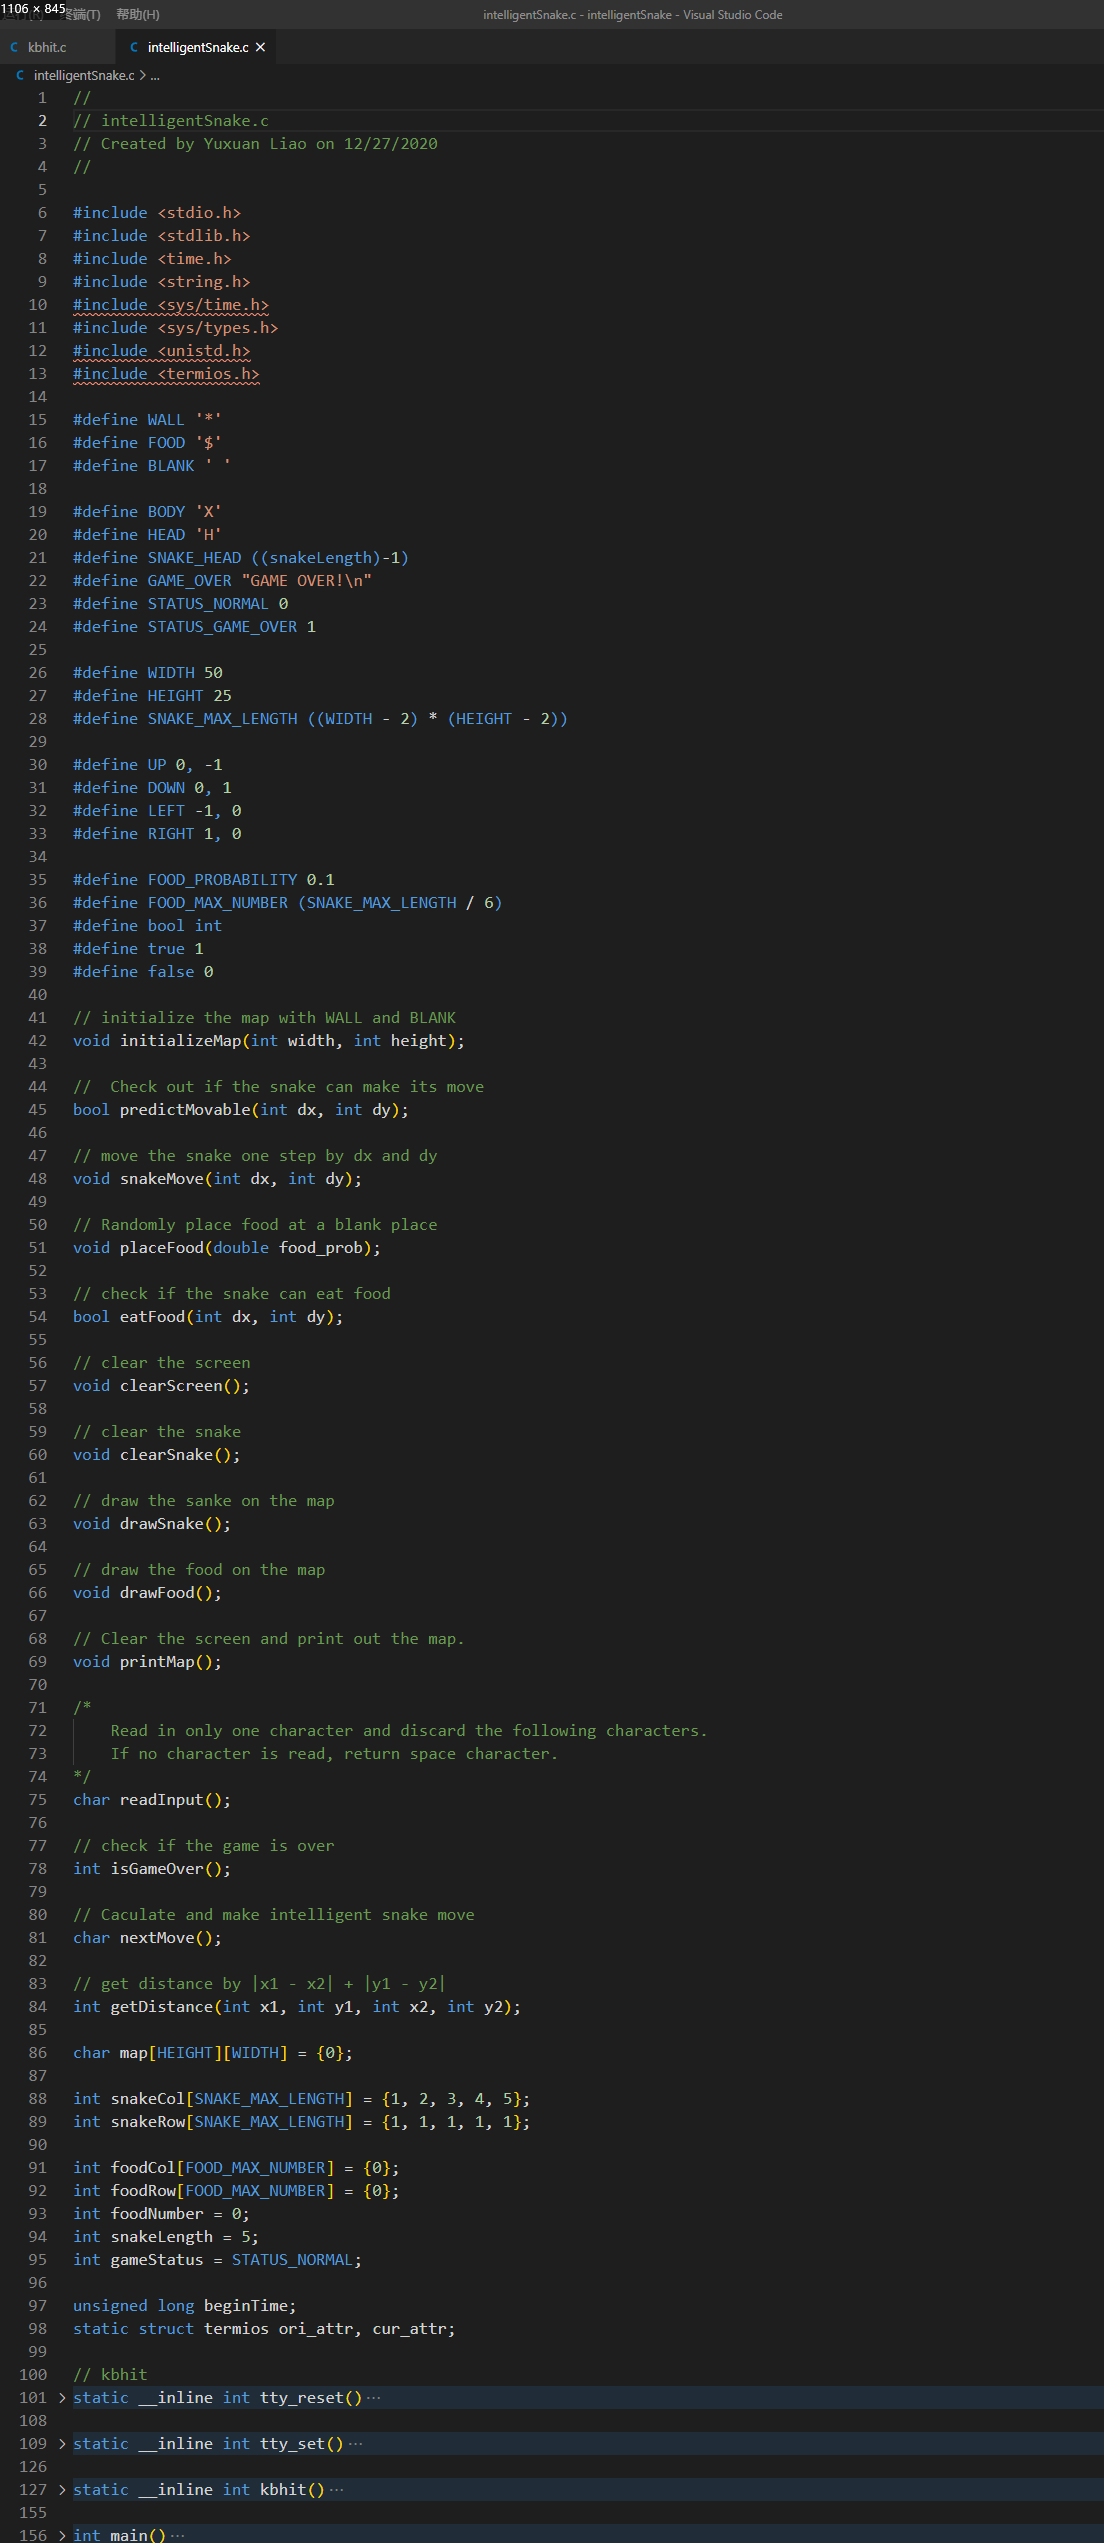 1106 × 845
终端(T) 帮助(H) intelligentSnake.c - intelligentSnake - Visual Studio Code
C kbhit.c C intelligentSnake.c ×
C intelligentSnake.c > ...
1 //
2 // intelligentSnake.c
3 // Created by Yuxuan Liao on 12/27/2020
4 //
5
6 #include <stdio.h>
7 #include <stdlib.h>
8 #include <time.h>
9 #include <string.h>
10 #include <sys/time.h>
11 #include <sys/types.h>
12 #include <unistd.h>
13 #include <termios.h>
14
15 #define WALL '*'
16 #define FOOD '$'
17 #define BLANK ' '
18
19 #define BODY 'X'
20 #define HEAD 'H'
21 #define SNAKE_HEAD ((snakeLength)-1)
22 #define GAME_OVER "GAME OVER!\n"
23 #define STATUS_NORMAL 0
24 #define STATUS_GAME_OVER 1
25
26 #define WIDTH 50
27 #define HEIGHT 25
28 #define SNAKE_MAX_LENGTH ((WIDTH - 2) * (HEIGHT - 2))
29
30 #define UP 0, -1
31 #define DOWN 0, 1
32 #define LEFT -1, 0
33 #define RIGHT 1, 0
34
35 #define FOOD_PROBABILITY 0.1
36 #define FOOD_MAX_NUMBER (SNAKE_MAX_LENGTH / 6)
37 #define bool int
38 #define true 1
39 #define false 0
40
41 // initialize the map with WALL and BLANK
42 void initializeMap(int width, int height);
43
44 //  Check out if the snake can make its move
45 bool predictMovable(int dx, int dy);
46
47 // move the snake one step by dx and dy
48 void snakeMove(int dx, int dy);
49
50 // Randomly place food at a blank place
51 void placeFood(double food_prob);
52
53 // check if the snake can eat food
54 bool eatFood(int dx, int dy);
55
56 // clear the screen
57 void clearScreen();
58
59 // clear the snake
60 void clearSnake();
61
62 // draw the sanke on the map
63 void drawSnake();
64
65 // draw the food on the map
66 void drawFood();
67
68 // Clear the screen and print out the map.
69 void printMap();
70
71 /*
72     Read in only one character and discard the following characters.
73     If no character is read, return space character.
74 */
75 char readInput();
76
77 // check if the game is over
78 int isGameOver();
79
80 // Caculate and make intelligent snake move
81 char nextMove();
82
83 // get distance by |x1 - x2| + |y1 - y2|
84 int getDistance(int x1, int y1, int x2, int y2);
85
86 char map[HEIGHT][WIDTH] = {0};
87
88 int snakeCol[SNAKE_MAX_LENGTH] = {1, 2, 3, 4, 5};
89 int snakeRow[SNAKE_MAX_LENGTH] = {1, 1, 1, 1, 1};
90
91 int foodCol[FOOD_MAX_NUMBER] = {0};
92 int foodRow[FOOD_MAX_NUMBER] = {0};
93 int foodNumber = 0;
94 int snakeLength = 5;
95 int gameStatus = STATUS_NORMAL;
96
97 unsigned long beginTime;
98 static struct termios ori_attr, cur_attr;
99
100 // kbhit
101 > static __inline int tty_reset() ...
108
109 > static __inline int tty_set() ...
126
127 > static __inline int kbhit() ...
155
156 > int main() ...